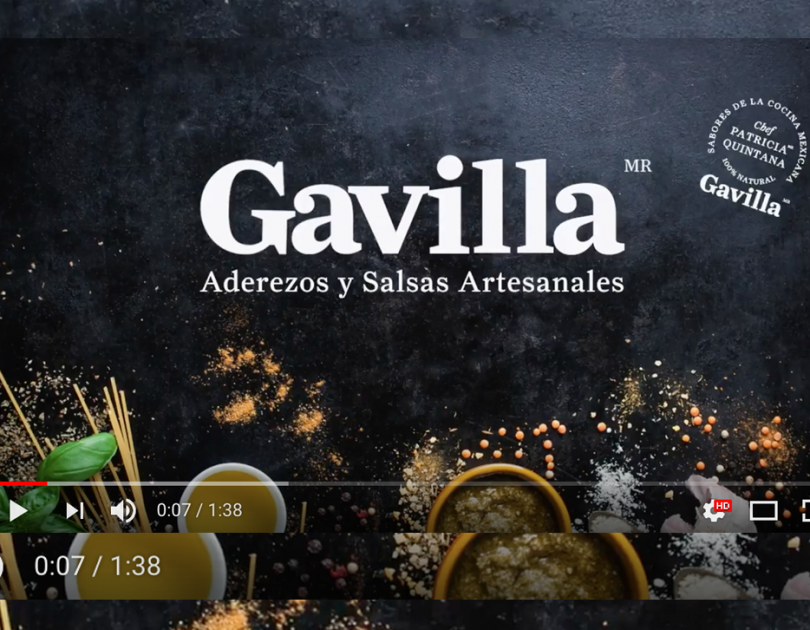 SABORES DE LA COCINA MEXICANA
Chef
PATRICIA
QUINTANA
100% NATURAL
Gavilla
MR
Gavilla
Aderezos y Salsas Artesanales
0:07 / 1:38
HD
0:07 / 1:38